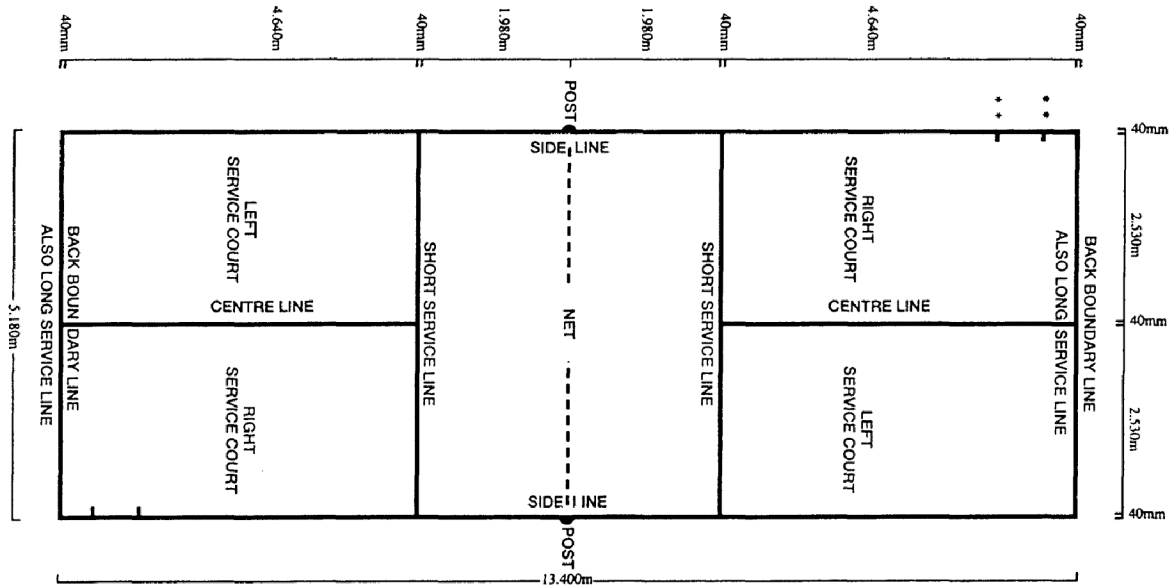 40mm
4.640m
40mm
1.980m
1.980m
40mm
4.640m
40mm
POST
* *
* *
40mm
SIDE LINE
LEFT
SERVICE COURT
RIGHT
SERVICE COURT
2.530m
BACK BOUNDARY LINE
ALSO LONG SERVICE LINE
SHORT SERVICE LINE
SHORT SERVICE LINE
BACK BOUNDARY LINE
ALSO LONG SERVICE LINE
5.180m
CENTRE LINE
NET
CENTRE LINE
40mm
RIGHT
SERVICE COURT
LEFT
SERVICE COURT
2.530m
SIDE LINE
40mm
POST
13.400m